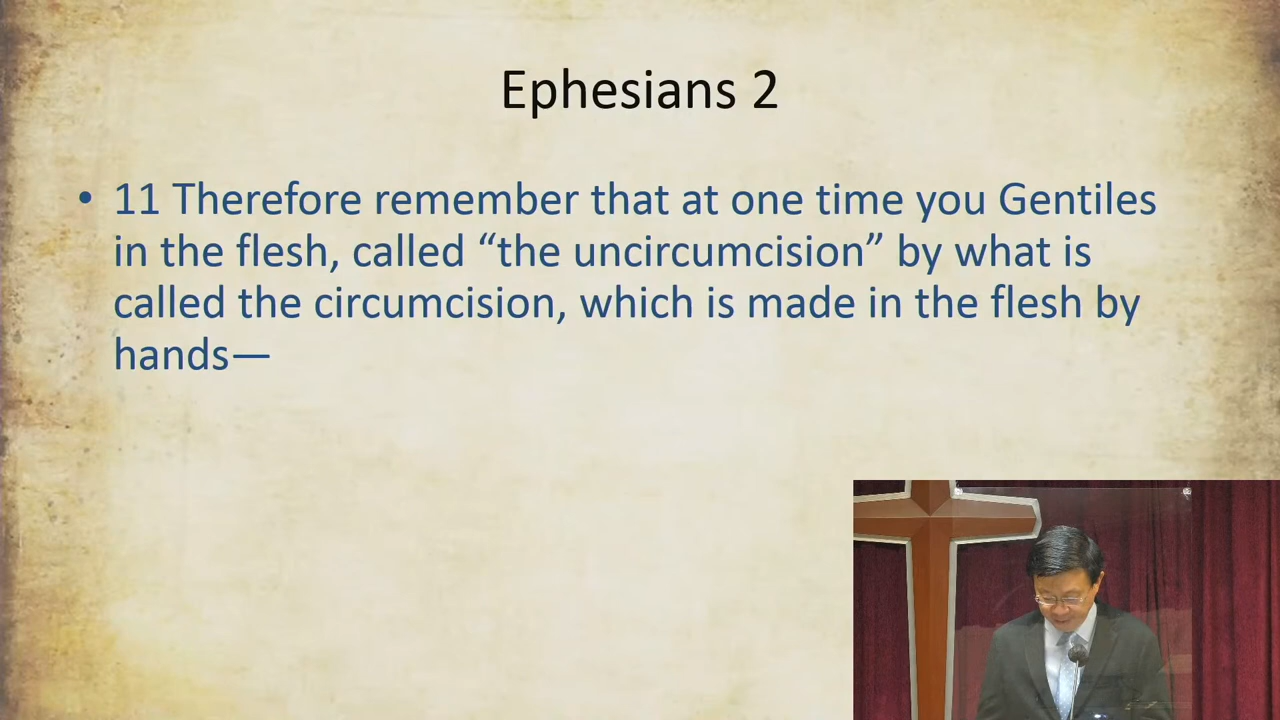 Ephesians 2
• 11 Therefore remember that at one time you Gentiles
in the flesh, called “the uncircumcision” by what is
called the circumcision, which is made in the flesh by
hands—